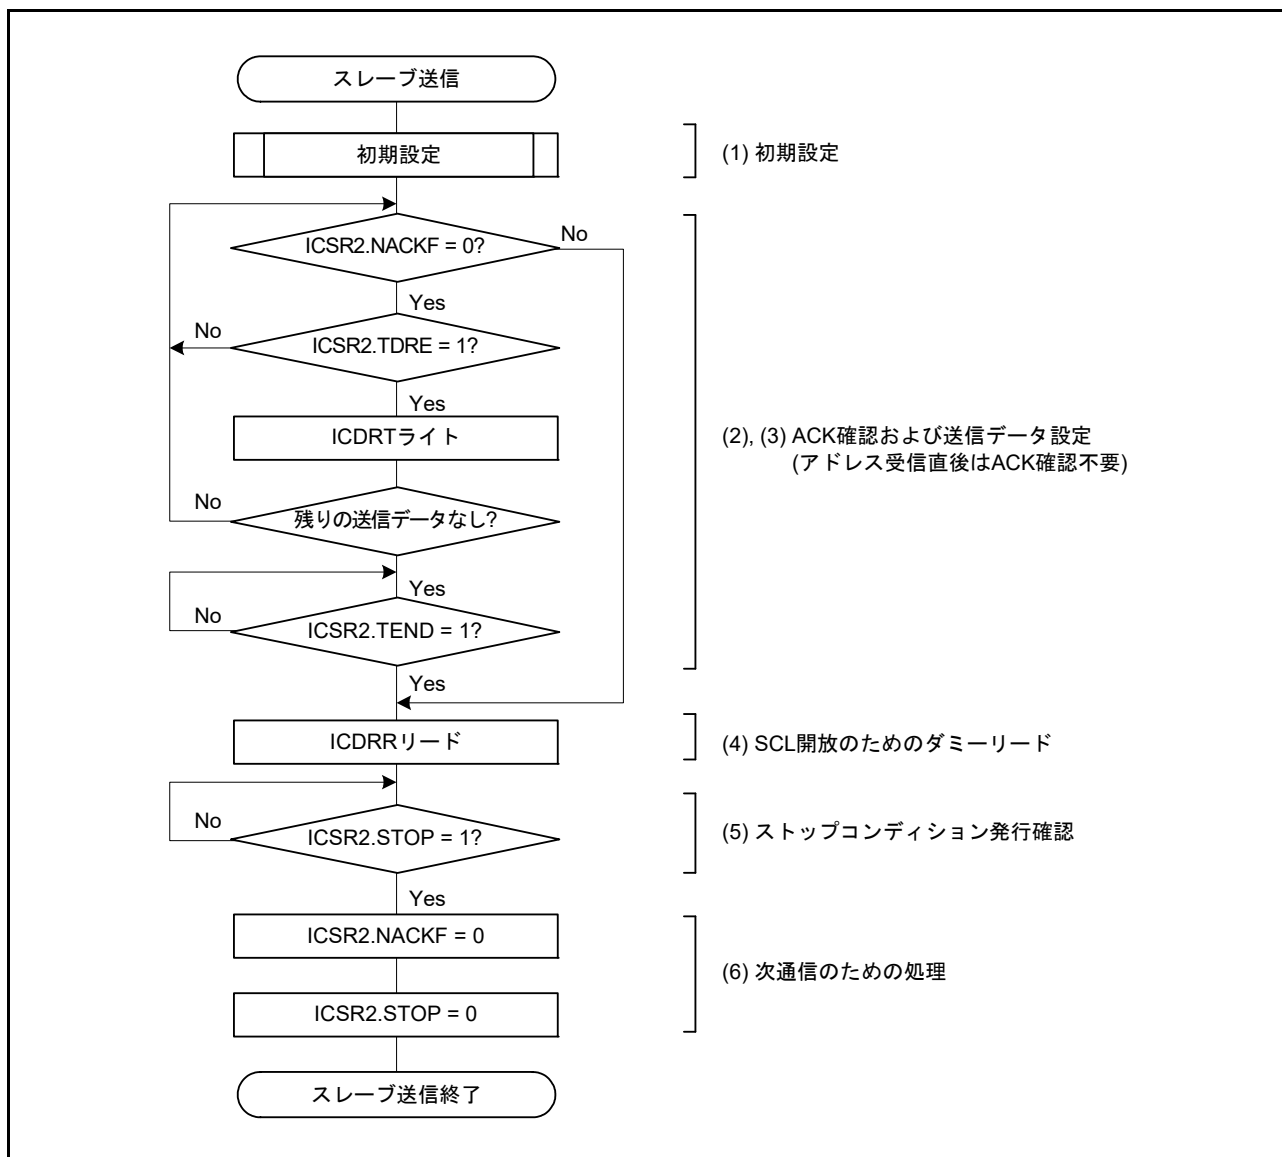 スレーブ送信
初期設定
(1) 初期設定
ICSR2.NACKF = 0?
No
Yes
No
ICSR2.TDRE = 1?
Yes
ICDRTライト
(2), (3) ACK確認および送信データ設定
(アドレス受信直後はACK確認不要)
No
残りの送信データなし?
Yes
No
ICSR2.TEND = 1?
Yes
ICDRRリード
(4) SCL開放のためのダミーリード
No
ICSR2.STOP = 1?
(5) ストップコンディション発行確認
Yes
ICSR2.NACKF = 0
(6) 次通信のための処理
ICSR2.STOP = 0
スレーブ送信終了